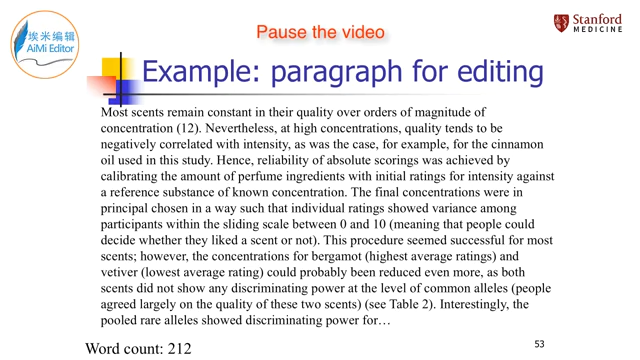 埃米编辑
AiMi Editor
Pause the video
Stanford
MEDICINE
Example: paragraph for editing
Most scents remain constant in their quality over orders of magnitude of
concentration (12). Nevertheless, at high concentrations, quality tends to be
negatively correlated with intensity, as was the case, for example, for the cinnamon
oil used in this study. Hence, reliability of absolute scorings was achieved by
calibrating the amount of perfume ingredients with initial ratings for intensity against
a reference substance of known concentration. The final concentrations were in
principal chosen in a way such that individual ratings showed variance among
participants within the sliding scale between 0 and 10 (meaning that people could
decide whether they liked a scent or not). This procedure seemed successful for most
scents; however, the concentrations for bergamot (highest average ratings) and
vetiver (lowest average rating) could probably been reduced even more, as both
scents did not show any discriminating power at the level of common alleles (people
agreed largely on the quality of these two scents) (see Table 2). Interestingly, the
pooled rare alleles showed discriminating power for…
Word count: 212
53